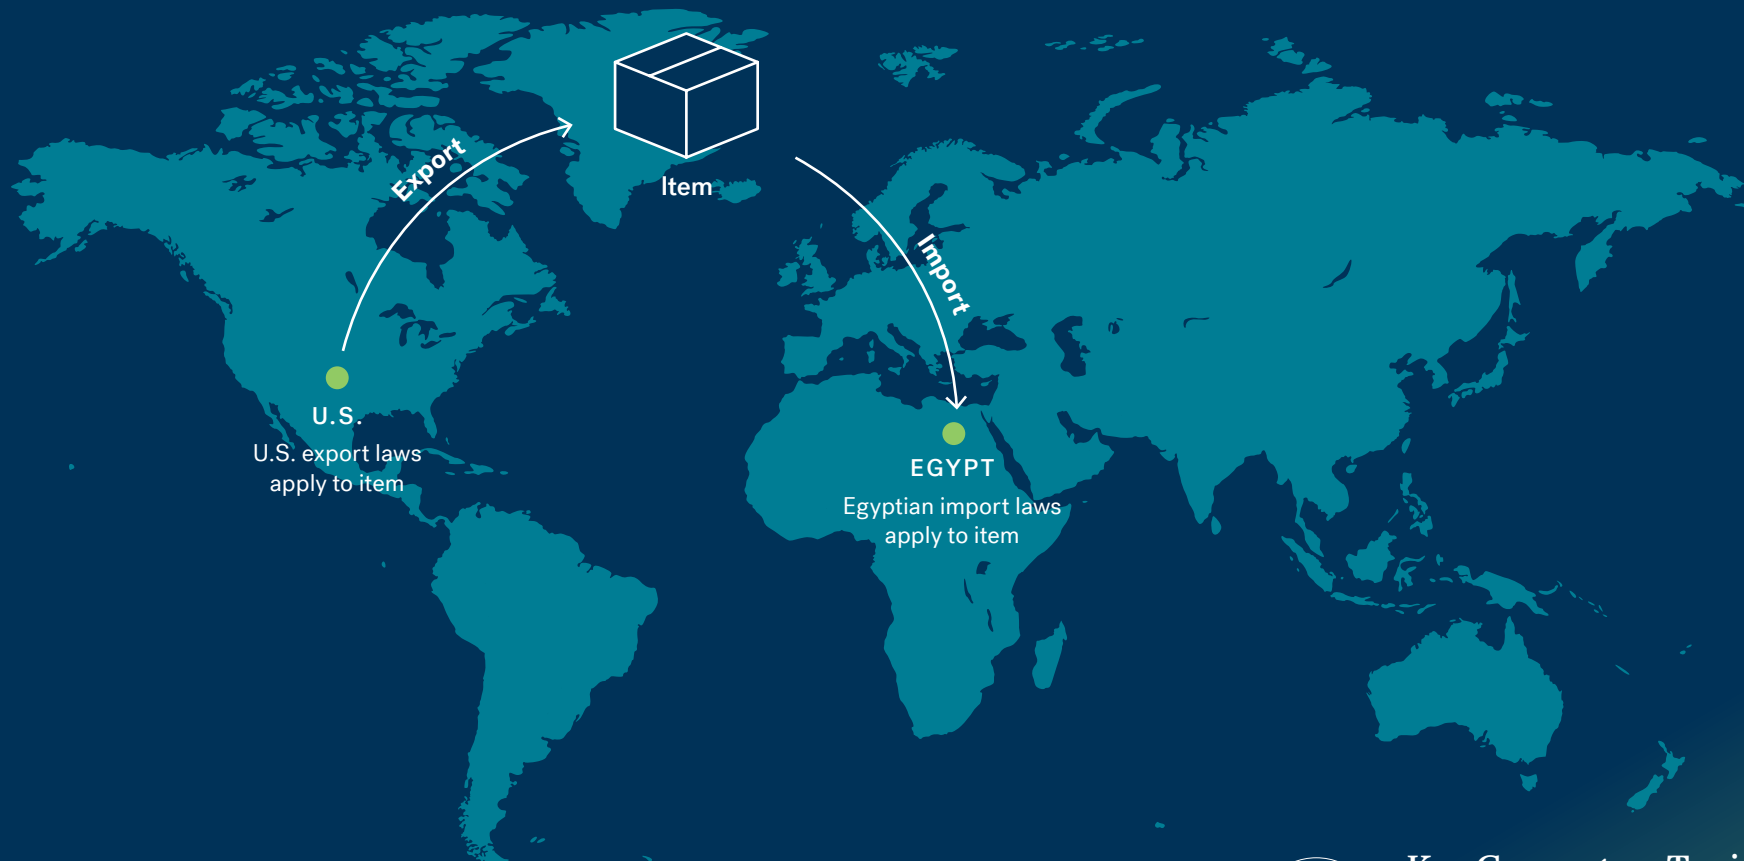 Export
Item
Import
U.S.
U.S. export laws
apply to item
EGYPT
Egyptian import laws
apply to item